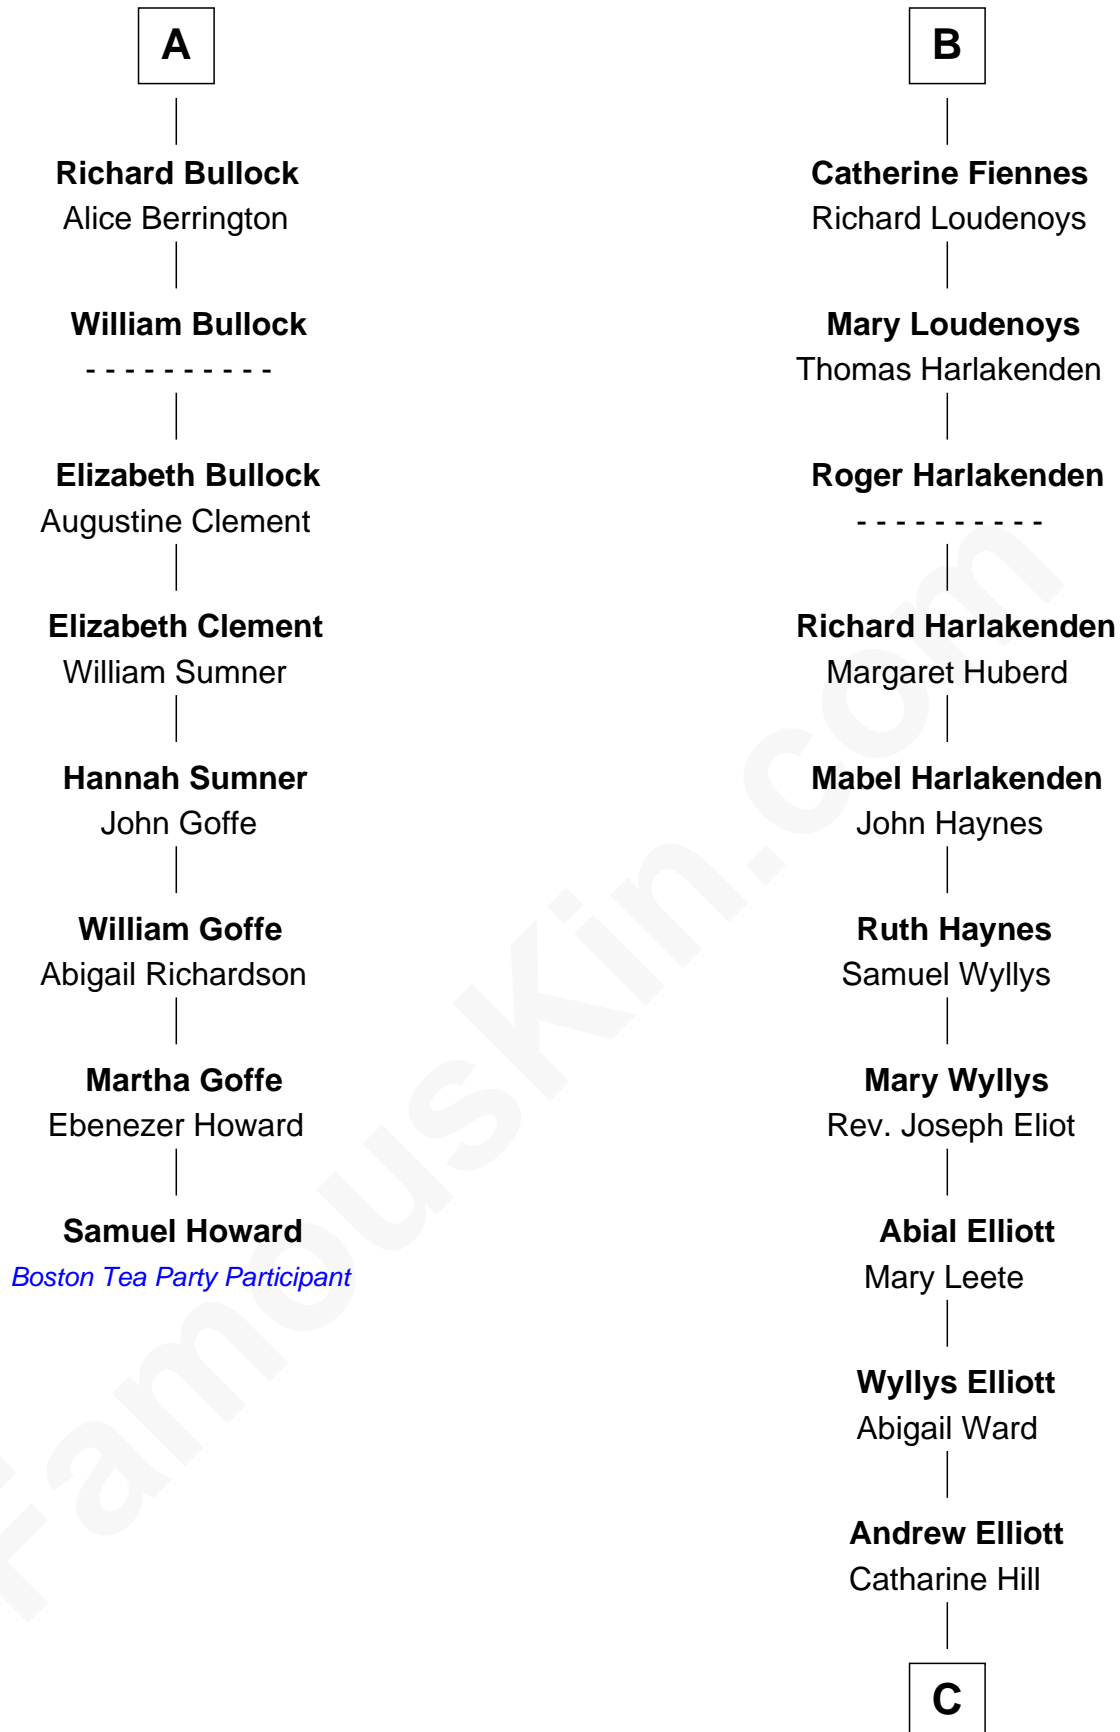 A
Richard Bullock
Alice Berrington
William Bullock
- - - - - - - - - -
Elizabeth Bullock
Augustine Clement
Elizabeth Clement
William Sumner
Hannah Sumner
John Goffe
William Goffe
Abigail Richardson
Martha Goffe
Ebenezer Howard
Samuel Howard
Boston Tea Party Participant
B
Catherine Fiennes
Richard Loudenoys
Mary Loudenoys
Thomas Harlakenden
Roger Harlakenden
- - - - - - - - - -
Richard Harlakenden
Margaret Huberd
Mabel Harlakenden
John Haynes
Ruth Haynes
Samuel Wyllys
Mary Wyllys
Rev. Joseph Eliot
Abial Elliott
Mary Leete
Wyllys Elliott
Abigail Ward
Andrew Elliott
Catharine Hill
C
FamousKin.com